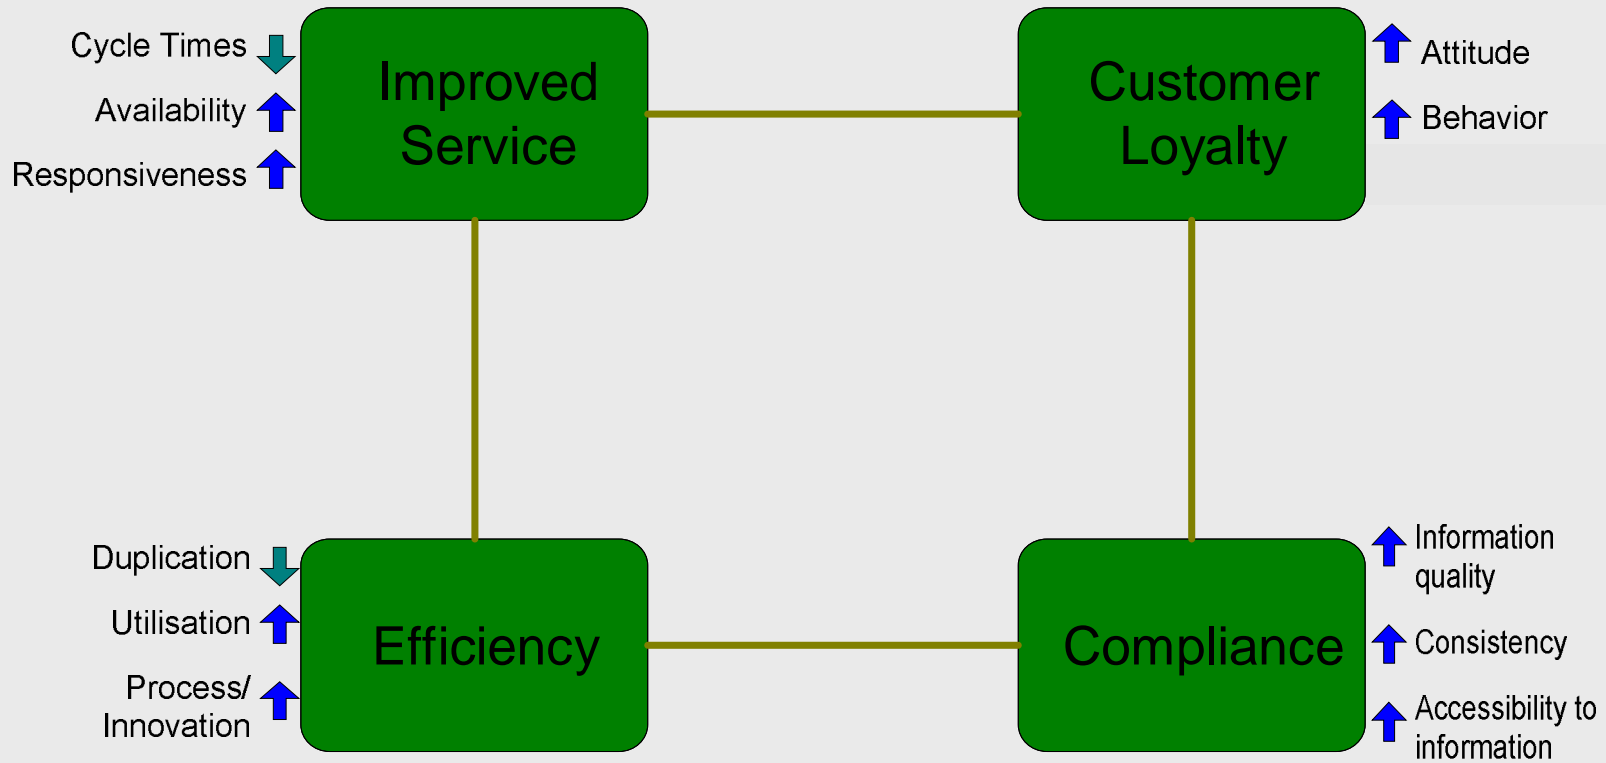 Cycle Times
Availability
Responsiveness
Improved
Service
Customer
Loyalty
Attitude
Behavior
Duplication
Utilisation
Process/
Innovation
Efficiency
Compliance
Information
quality
Consistency
Accessibility to
information